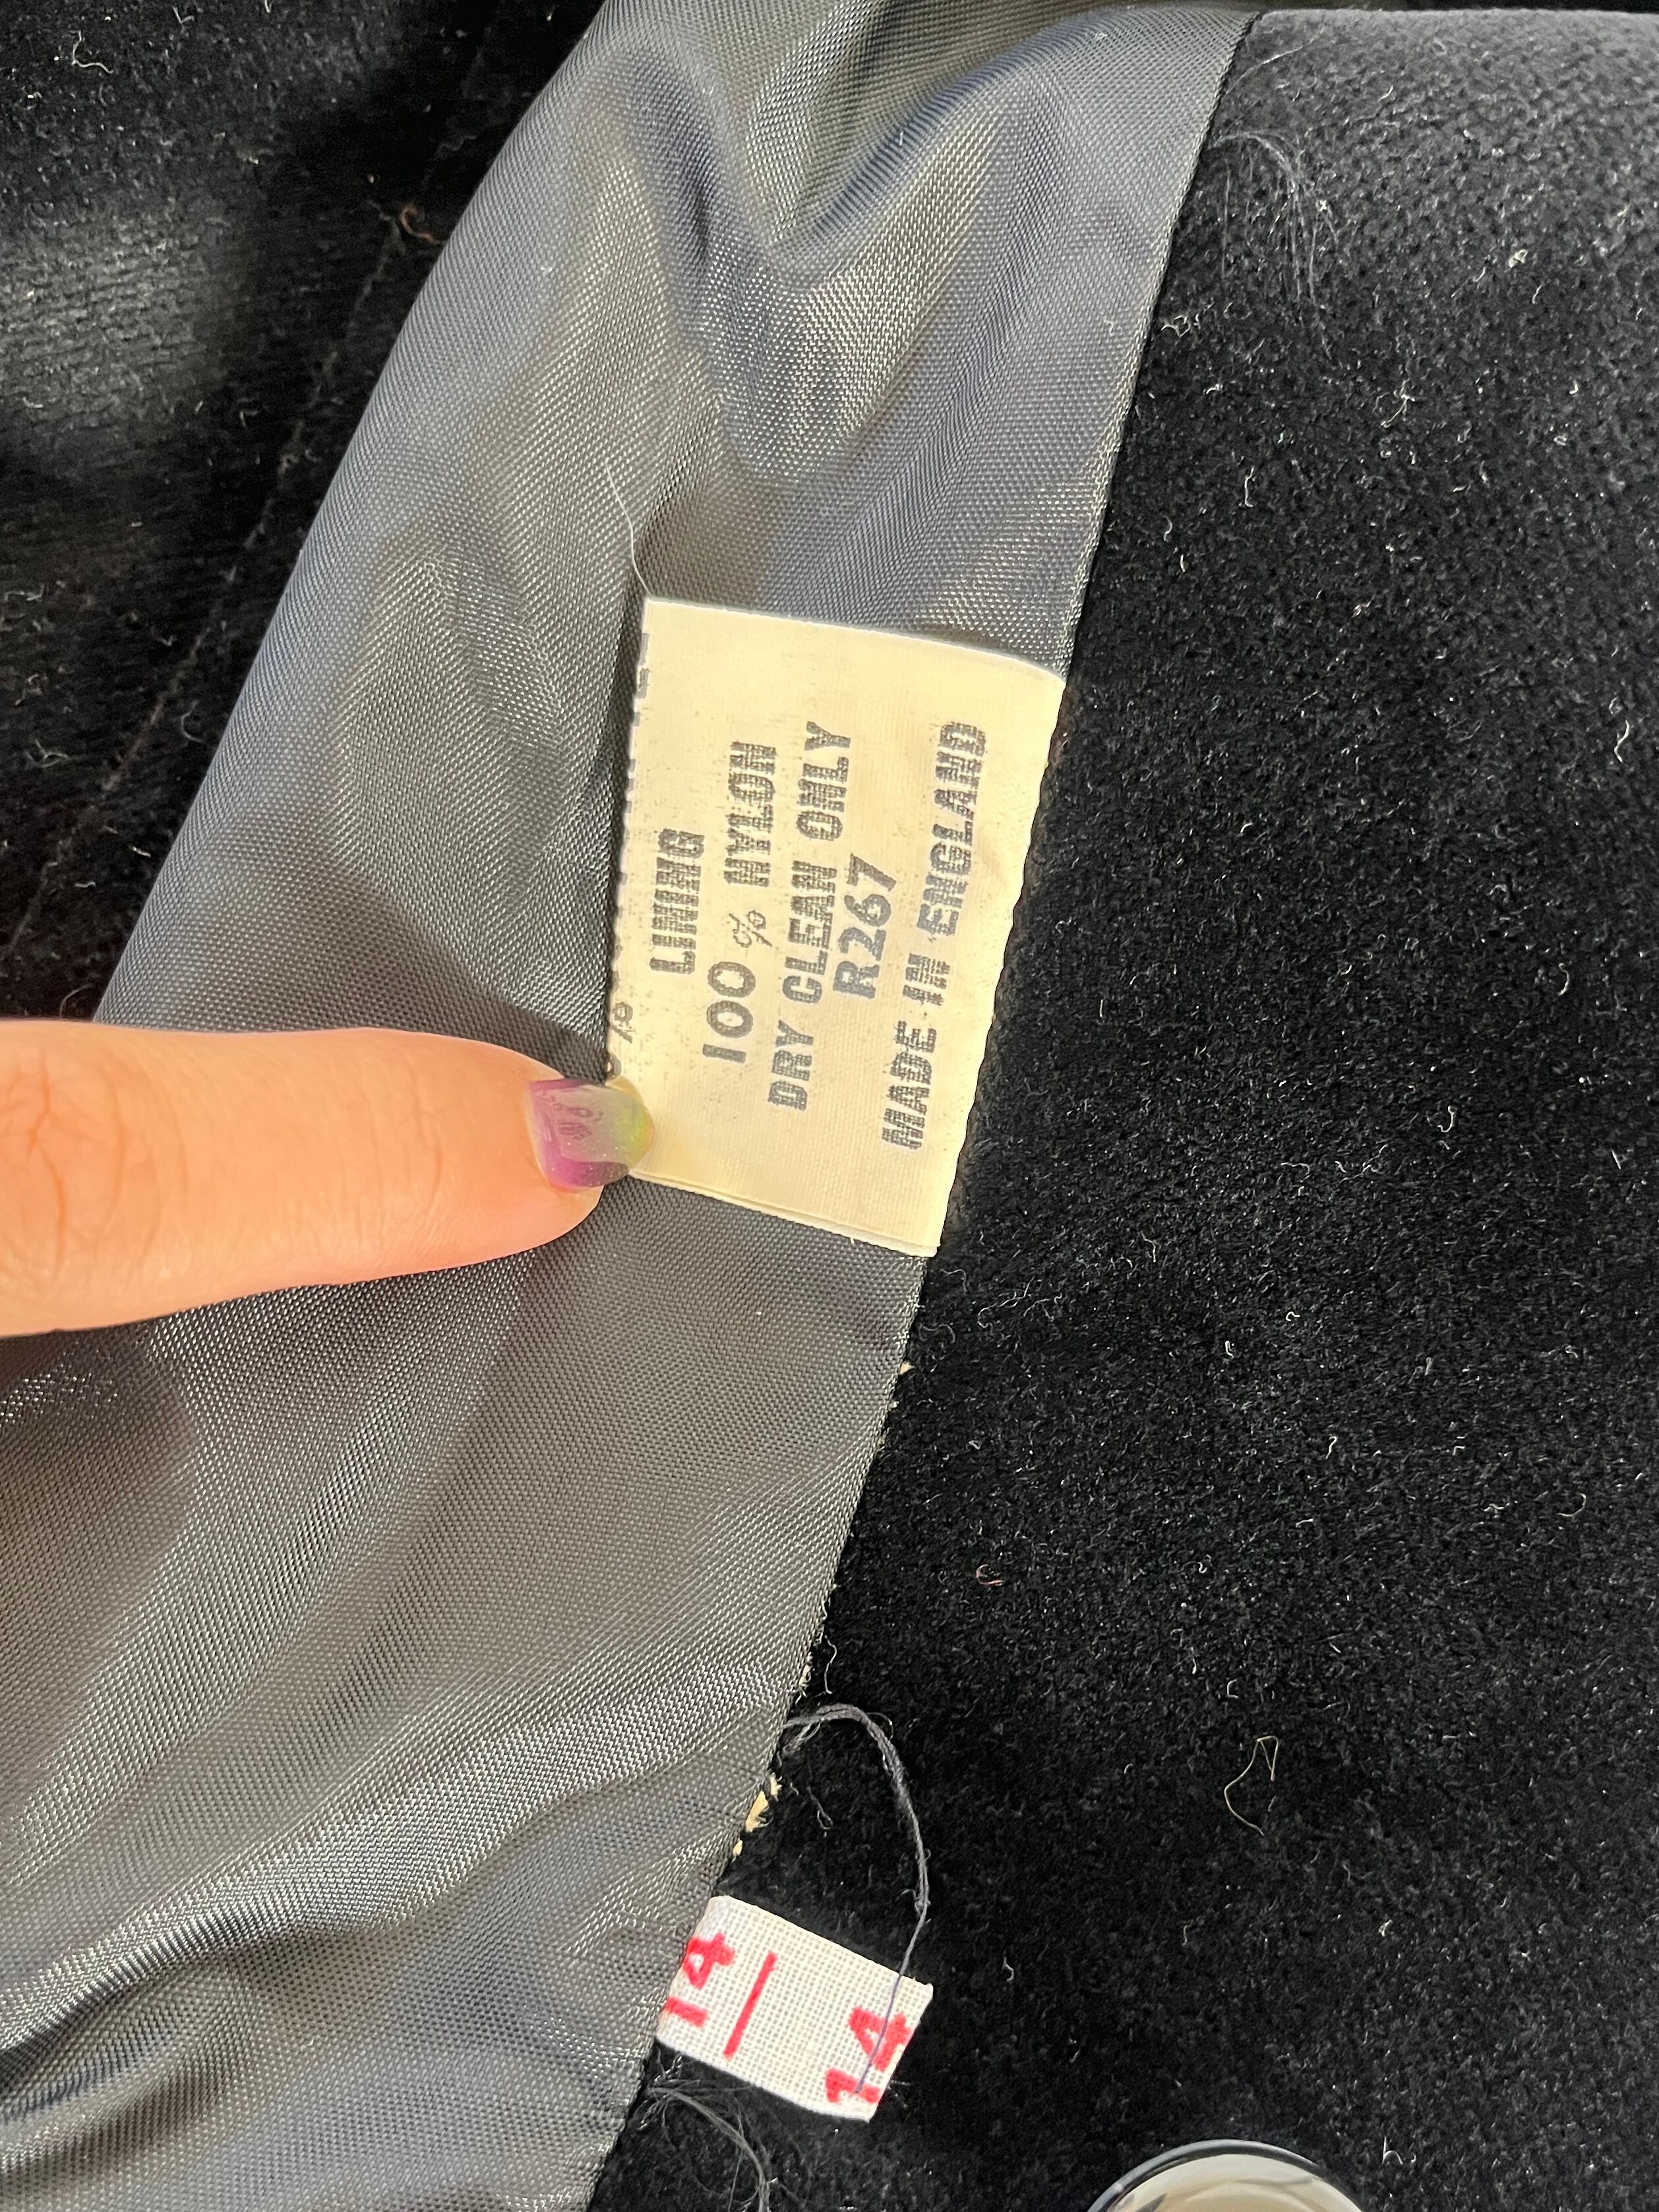 LINING
100 % NYLON
DRY CLEAN ONLY
R267
MADE IN ENGLAND
14
14